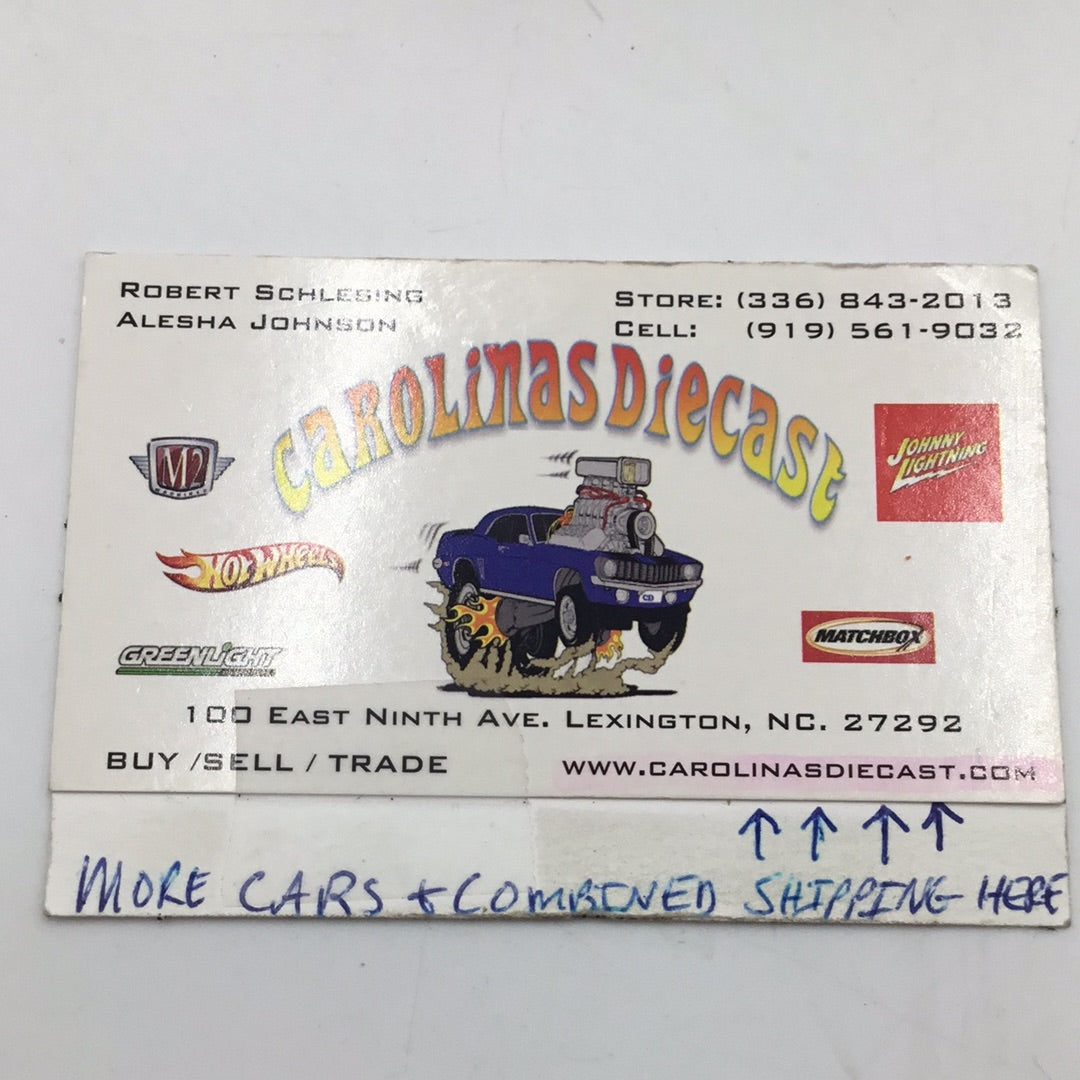 ROBERT SCHLESING
ALESHA JOHNSON
STORE: (336) 843-2013
CELL: (919) 561-9032
CAROLINAS DIECAST
M2
JOHNNY
LIGHTNING
HOT WHEELS
CD
MATCHBOX
GREENLIGHT
100 EAST NINTH AVE. LEXINGTON, NC. 27292
BUY /SELL / TRADE
WWW.CAROLINASDIECAST.COM
MORE CARS & COMBINED SHIPPING HERE